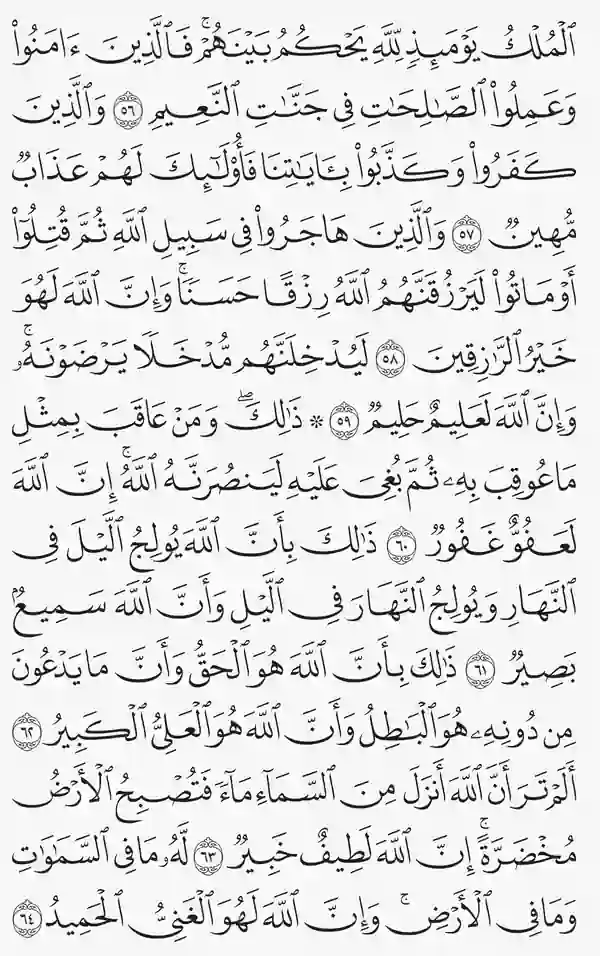 ٱلۡمُلۡكُ يَوۡمَئِذٖ لِّلَّهِ يَحۡكُمُ بَيۡنَهُمۡۚ فَٱلَّذِينَ ءَامَنُواْ
وَعَمِلُواْ ٱلصَّٰلِحَٰتِ فِي جَنَّٰتِ ٱلنَّعِيمِ ٥٦ وَٱلَّذِينَ
كَفَرُواْ وَكَذَّبُواْ بِـَٔايَٰتِنَا فَأُوْلَٰٓئِكَ لَهُمۡ عَذَابٞ
مُّهِينٞ ٥٧ وَٱلَّذِينَ هَاجَرُواْ فِي سَبِيلِ ٱللَّهِ ثُمَّ قُتِلُوٓاْ
أَوۡ مَاتُواْ لَيَرۡزُقَنَّهُمُ ٱللَّهُ رِزۡقًا حَسَنٗاۚ وَإِنَّ ٱللَّهَ لَهُوَ
خَيۡرُ ٱلرَّٰزِقِينَ ٥٨ لَيُدۡخِلَنَّهُم مُّدۡخَلٗا يَرۡضَوۡنَهُۥۚ
وَإِنَّ ٱللَّهَ لَعَلِيمٌ حَلِيمٞ ٥٩ ۞ ذَٰلِكَۖ وَمَنۡ عَاقَبَ بِمِثۡلِ
مَا عُوقِبَ بِهِۦ ثُمَّ بُغِيَ عَلَيۡهِ لَيَنصُرَنَّهُ ٱللَّهُۚ إِنَّ ٱللَّهَ
لَعَفُوٌّ غَفُورٞ ٦٠ ذَٰلِكَ بِأَنَّ ٱللَّهَ يُولِجُ ٱلَّيۡلَ فِي
ٱلنَّهَارِ وَيُولِجُ ٱلنَّهَارَ فِي ٱلَّيۡلِ وَأَنَّ ٱللَّهَ سَمِيعُۢ
بَصِيرٞ ٦١ ذَٰلِكَ بِأَنَّ ٱللَّهَ هُوَ ٱلۡحَقُّ وَأَنَّ مَا يَدۡعُونَ
مِن دُونِهِۦ هُوَ ٱلۡبَٰطِلُ وَأَنَّ ٱللَّهَ هُوَ ٱلۡعَلِيُّ ٱلۡكَبِيرُ ٦٢
أَلَمۡ تَرَ أَنَّ ٱللَّهَ أَنزَلَ مِنَ ٱلسَّمَآءِ مَآءٗ فَتُصۡبِحُ ٱلۡأَرۡضُ
مُخۡضَرَّةًۚ إِنَّ ٱللَّهَ لَطِيفٌ خَبِيرٞ ٦٣ لَّهُۥ مَا فِي ٱلسَّمَٰوَٰتِ
وَمَا فِي ٱلۡأَرۡضِۚ وَإِنَّ ٱللَّهَ لَهُوَ ٱلۡغَنِيُّ ٱلۡحَمِيدُ ٦٤